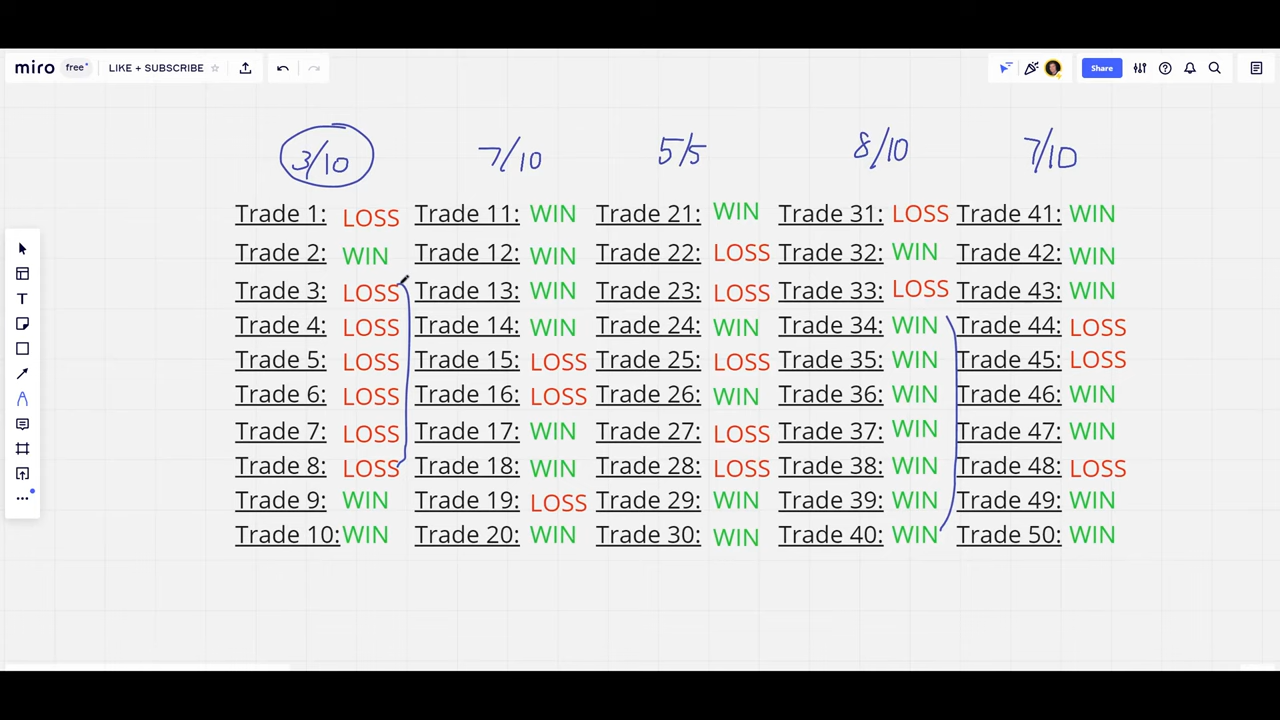 miro free LIKE + SUBSCRIBE Share
3/10 7/10 5/5 8/10 7/10
Trade 1: LOSS Trade 11: WIN Trade 21: WIN Trade 31: LOSS Trade 41: WIN
Trade 2: WIN Trade 12: WIN Trade 22: LOSS Trade 32: WIN Trade 42: WIN
Trade 3: LOSS Trade 13: WIN Trade 23: LOSS Trade 33: LOSS Trade 43: WIN
Trade 4: LOSS Trade 14: WIN Trade 24: WIN Trade 34: WIN Trade 44: LOSS
Trade 5: LOSS Trade 15: LOSS Trade 25: LOSS Trade 35: WIN Trade 45: LOSS
Trade 6: LOSS Trade 16: LOSS Trade 26: WIN Trade 36: WIN Trade 46: WIN
Trade 7: LOSS Trade 17: WIN Trade 27: LOSS Trade 37: WIN Trade 47: WIN
Trade 8: LOSS Trade 18: WIN Trade 28: LOSS Trade 38: WIN Trade 48: LOSS
Trade 9: WIN Trade 19: LOSS Trade 29: WIN Trade 39: WIN Trade 49: WIN
Trade 10: WIN Trade 20: WIN Trade 30: WIN Trade 40: WIN Trade 50: WIN